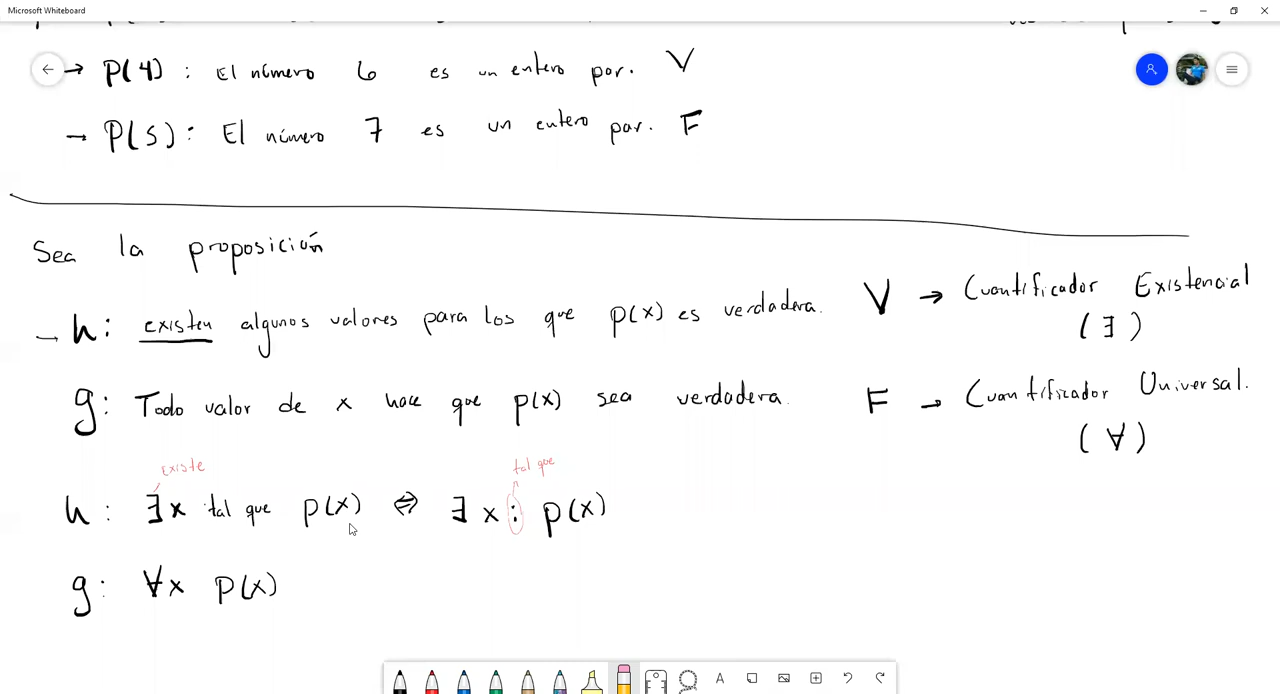 Microsoft Whiteboard
→ P(4) : El número 6 es un entero par. V
→ P(5) : El número 7 es un entero par. F
Sea la proposición
→ h: existen algunos valores para los que p(x) es verdadera. V → Cuantificador Existencial
(∃)
g: Todo valor de x hace que p(x) sea verdadera. F → Cuantificador Universal.
(∀)
existe tal que
h: ∃x tal que p(x) ⇔ ∃x : p(x)
g: ∀x p(x)
A